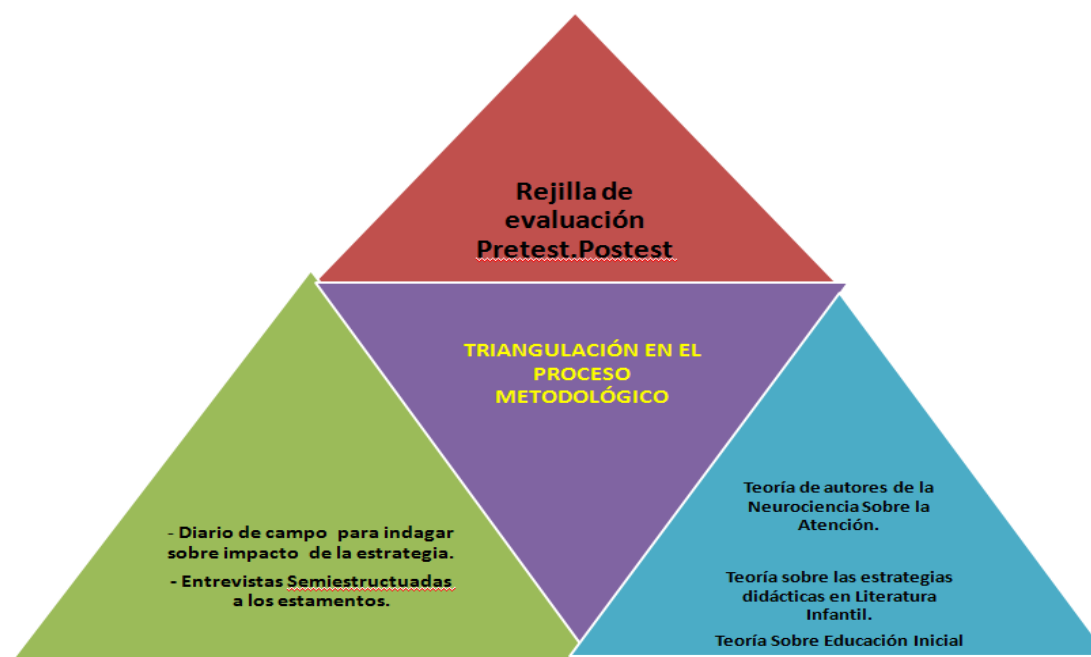 Rejilla de
evaluación
Pretest.Postest
TRIANGULACIÓN EN EL
PROCESO
METODOLÓGICO
- Diario de campo para indagar
sobre impacto de la estrategia.
- Entrevistas Semiestructuadas
a los estamentos.
Teoría de autores de la
Neurociencia Sobre la
Atención.
Teoría sobre las estrategias
didácticas en Literatura
Infantil.
Teoría Sobre Educación Inicial